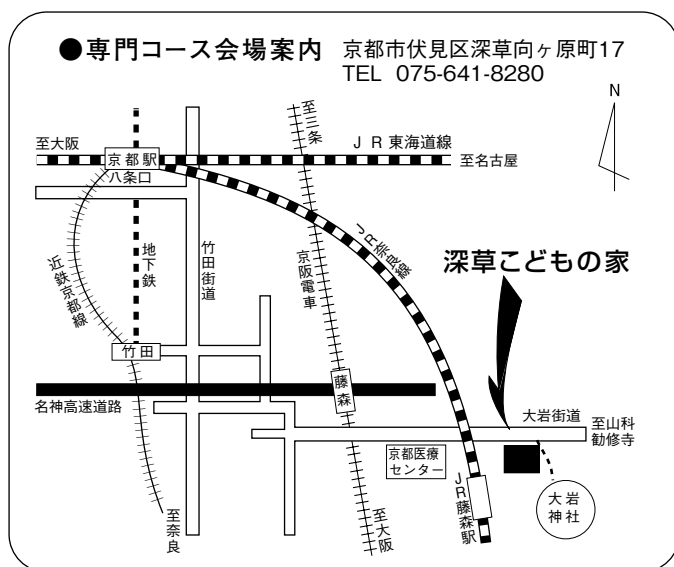 ●専門コース会場案内 京都市伏見区深草向ヶ原町17
TEL 075-641-8280
N
至大阪
至三条
JR東海道線
京都駅
至名古屋
八条口
近鉄京都線
地下鉄
竹田街道
京阪電車
JR奈良線
深草こどもの家
竹田
名神高速道路
藤森
大岩街道
至山科
勧修寺
京都医療
センター
JR藤森駅
大岩
神社
至奈良
至大阪